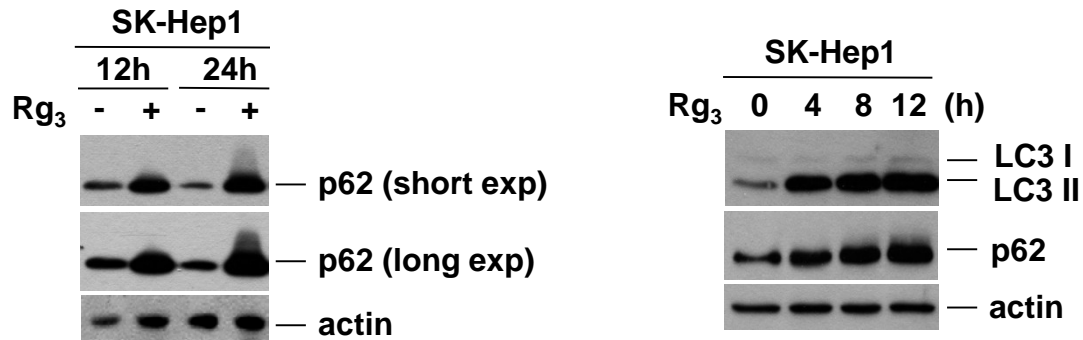 SK-Hep1
12h 24h
Rg₃ - + - +
p62 (short exp)
p62 (long exp)
actin
SK-Hep1
Rg₃ 0 4 8 12 (h)
LC3 I
LC3 II
p62
actin